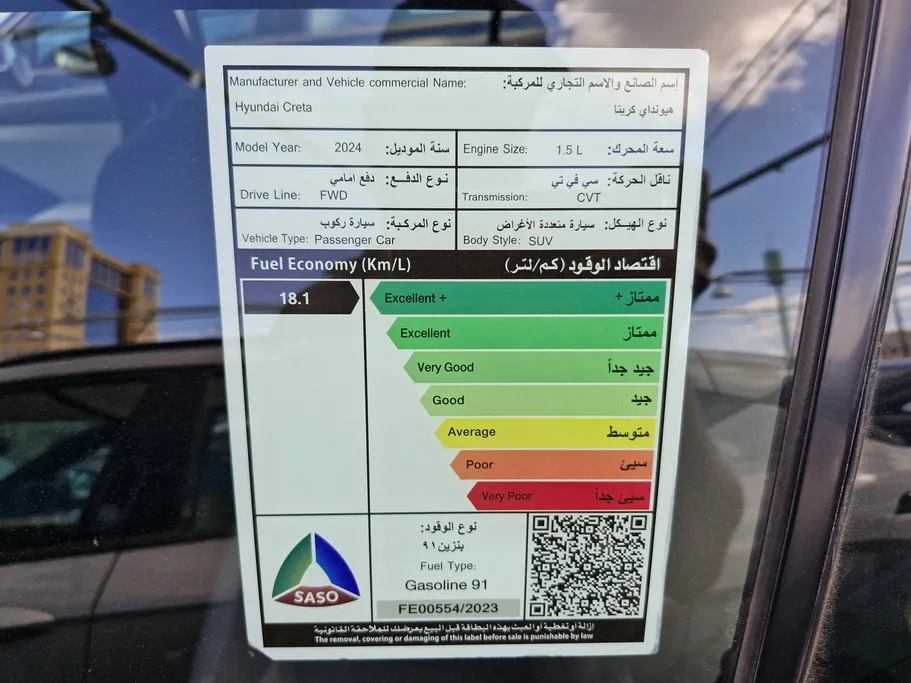 Manufacturer and Vehicle commercial Name: إسم الصانع والاسم التجاري للمركبة:
Hyundai Creta هيونداي كريتا
Model Year: 2024 سنة الموديل:
Engine Size: 1.5 L سعة المحرك:
نوع الدفـع: دفع امامي
Drive Line: FWD
ناقل الحركة: سي في تي
Transmission: CVT
نوع المركبة: سيارة ركوب
Vehicle Type: Passenger Car
نوع الهيـكل: سيارة متعددة الأغراض
Body Style: SUV
Fuel Economy (Km/L) اقتصاد الوقود (كم/لتر)
18.1
Excellent + ممتاز +
Excellent ممتاز
Very Good جيد جداً
Good جيد
Average متوسط
Poor سيئ
Very Poor سيئ جداً
نوع الوقود:
بنزين ٩١
Fuel Type:
Gasoline 91
FE00554/2023
SASO
إزالة أو تغطية أو العبث بهذه البطاقة قبل البيع يعرضك للملاحقة القانونية
The removal, covering or damaging of this label before sale is punishable by law